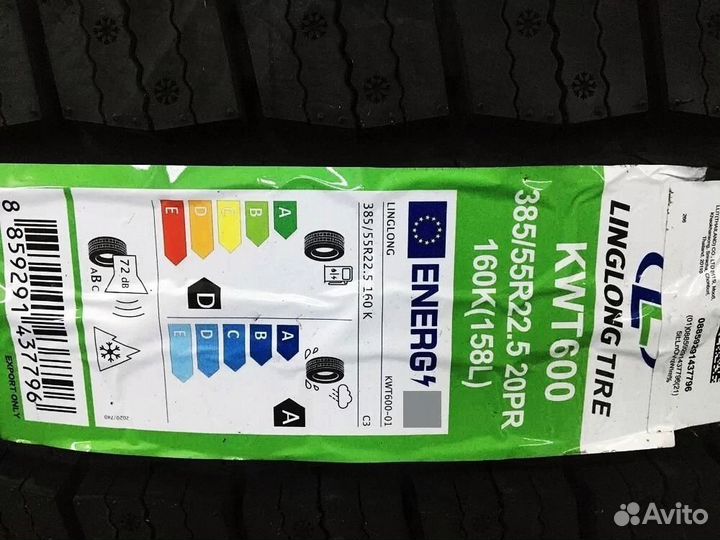 LINGLONG TIRE
KWT600
385/55R22.5 20PR
160K(158L)
ENERG
LINGLONG
KWT600-01
385/55R22.5 160 K
C3
A
B
C
D
E
D
A
B
C
D
E
A
72 dB
ABC
2020/740
8 859291 437796
EXPORT ONLY
08859291437796
Avito